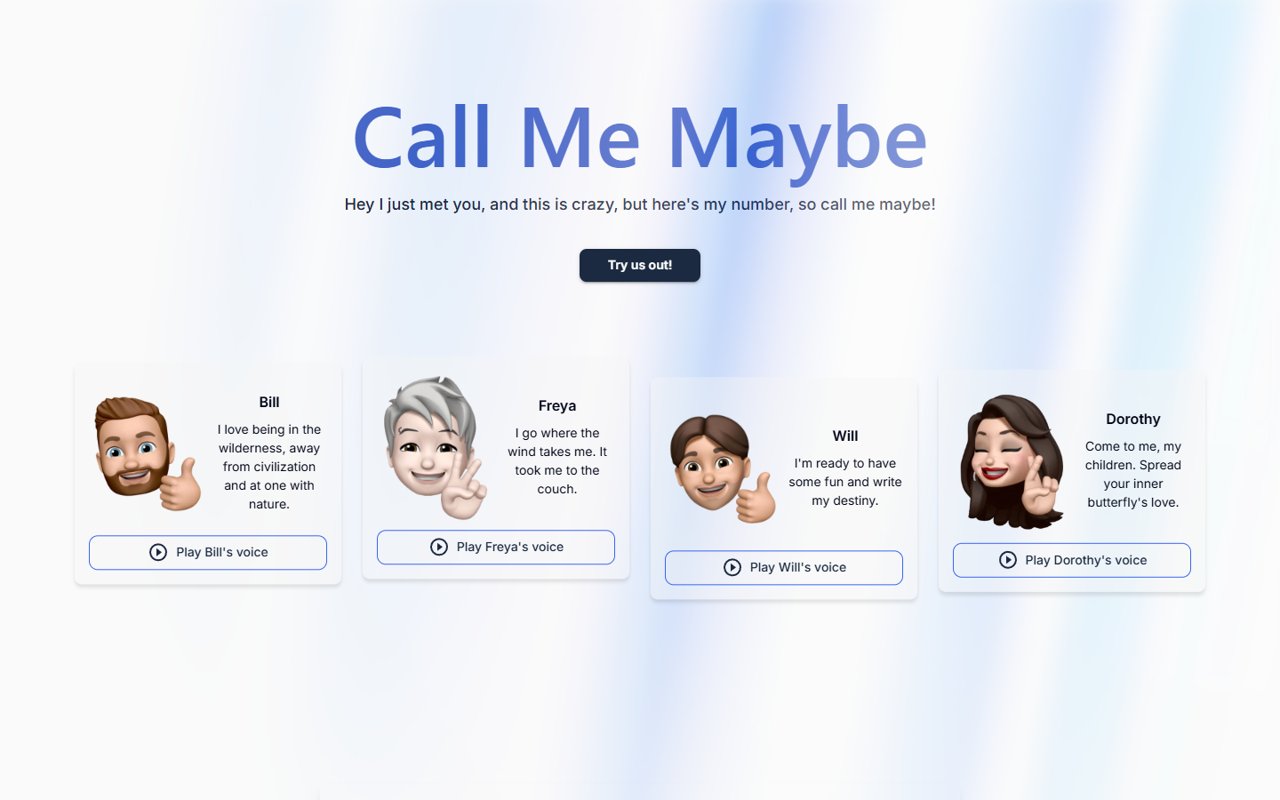 Call Me Maybe
Hey I just met you, and this is crazy, but here's my number, so call me maybe!
Try us out!
Bill
I love being in the
wilderness, away
from civilization
and at one with
nature.
Play Bill's voice
Freya
I go where the
wind takes me. It
took me to the
couch.
Play Freya's voice
Will
I'm ready to have
some fun and write
my destiny.
Play Will's voice
Dorothy
Come to me, my
children. Spread
your inner
butterfly's love.
Play Dorothy's voice